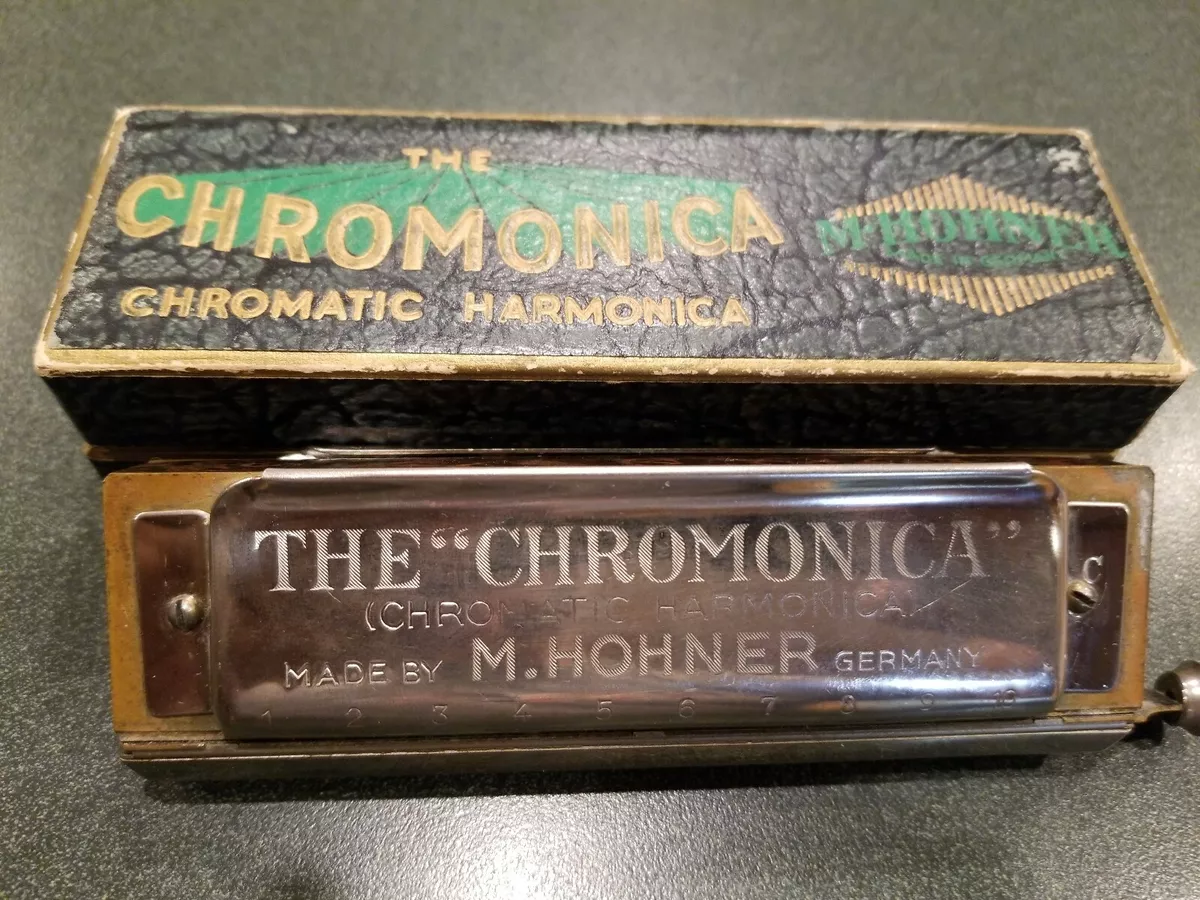 THE
CHROMONICA
CHROMATIC HARMONICA
M. HOHNER
THE "CHROMONICA"
(CHROMATIC HARMONICA)
MADE BY M. HOHNER GERMANY
C
1 2 3 4 5 6 7 8 9 10